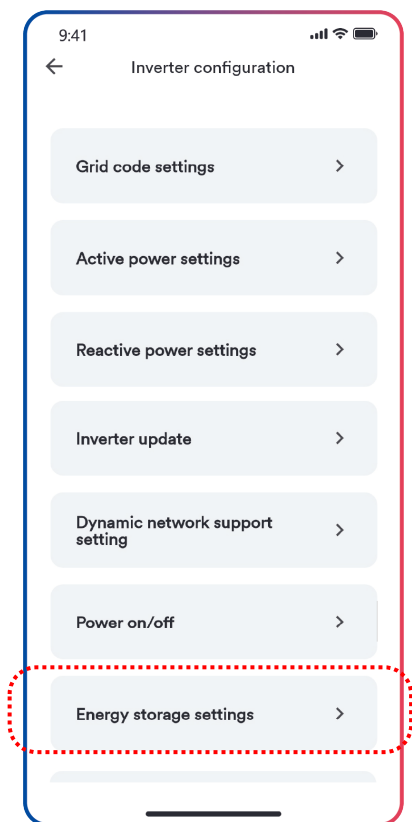 9:41
Inverter configuration
Grid code settings
Active power settings
Reactive power settings
Inverter update
Dynamic network support
setting
Power on/off
Energy storage settings